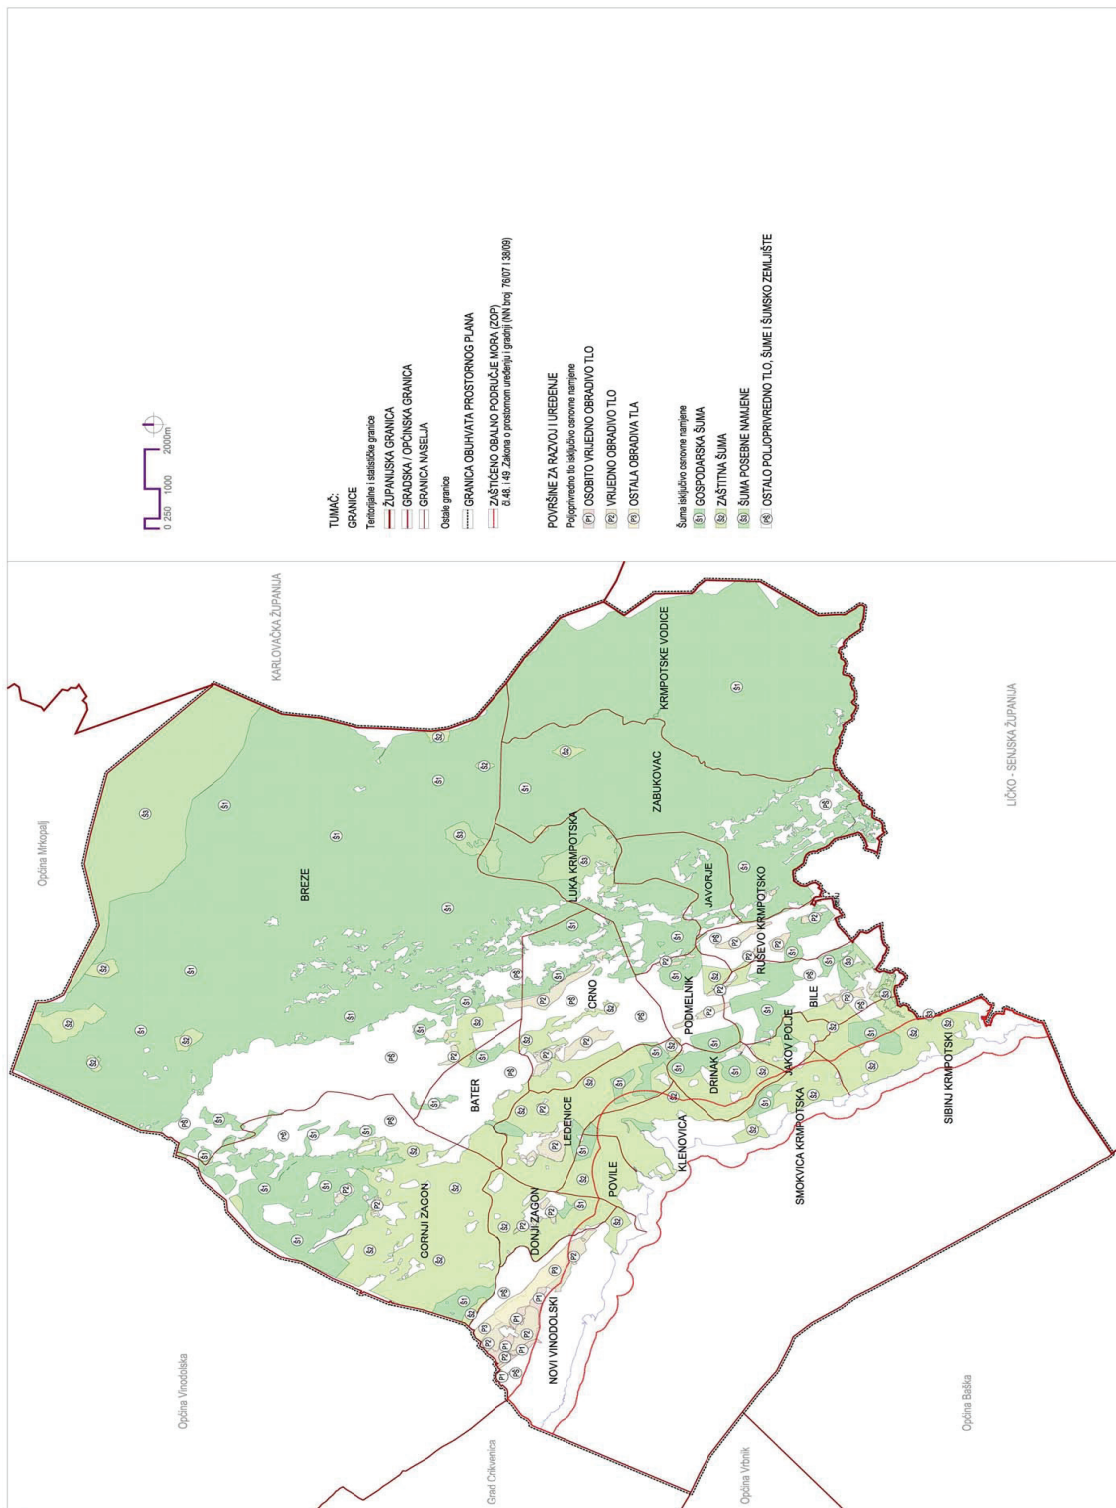 0 250 1000 2000m
TUMAČ:
GRANICE
Teritorijalne i statističke granice
ŽUPANIJSKA GRANICA
GRADSKA / OPĆINSKA GRANICA
GRANICA NASELJA
Ostale granice
GRANICA OBUHVATA PROSTORNOG PLANA
ZAŠTIĆENO OBALNO PODRUČJE MORA (ZOP)
čl.48. i 49. Zakona o prostornom uređenju i gradnji (NN broj 76/07 i 38/09)
POVRŠINE ZA RAZVOJ I UREĐENJE
Poljoprivredno tlo isključivo osnovne namjene
P1 OSOBITO VRIJEDNO OBRADIVO TLO
P2 VRIJEDNO OBRADIVO TLO
P3 OSTALA OBRADIVA TLA
Šuma isključivo osnovne namjene
Š1 GOSPODARSKA ŠUMA
Š2 ZAŠTITNA ŠUMA
Š3 ŠUMA POSEBNE NAMJENE
PŠ OSTALO POLJOPRIVREDNO TLO, ŠUME I ŠUMSKO ZEMLJIŠTE
Općina Mrkopalj
KARLOVAČKA ŽUPANIJA
LIČKO - SENJSKA ŽUPANIJA
Općina Vinodolska
Grad Crikvenica
Općina Vrbnik
Općina Baška
BREZE
KRMPOTSKE VODICE
ZABUKOVAC
LUKA KRMPOTSKA
JAVORJE
RUŠEVO KRMPOTSKO
CRNO
PODMELNIK
BILE
JAKOV POLJE
DRINAK
BATER
LEDENICE
KLENOVICA
SMOKVICA KRMPOTSKA
SIBINJ KRMPOTSKI
POVILE
GORNJI ZAGON
DONJI ZAGON
NOVI VINODOLSKI